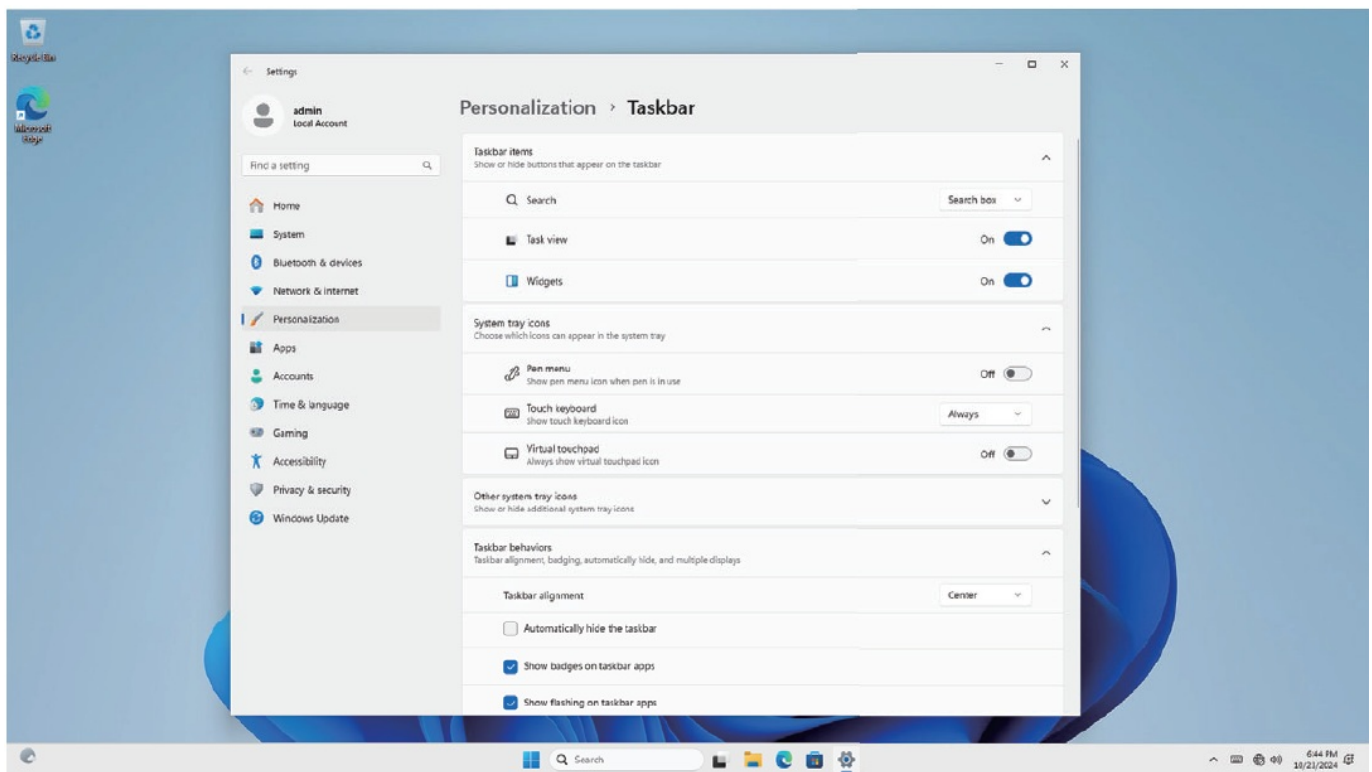 Recycle Bin
Microsoft
Edge
Settings
admin
Local Account
Find a setting
Home
System
Bluetooth & devices
Network & internet
Personalization
Apps
Accounts
Time & language
Gaming
Accessibility
Privacy & security
Windows Update
Personalization › Taskbar
Taskbar items
Show or hide buttons that appear on the taskbar
Search Search box
Task view On
Widgets On
System tray icons
Choose which icons can appear in the system tray
Pen menu
Show pen menu icon when pen is in use
Off
Touch keyboard
Show touch keyboard icon
Always
Virtual touchpad
Always show virtual touchpad icon
Off
Other system tray icons
Show or hide additional system tray icons
Taskbar behaviors
Taskbar alignment, badging, automatically hide, and multiple displays
Taskbar alignment Center
Automatically hide the taskbar
Show badges on taskbar apps
Show flashing on taskbar apps
Search
6:44 PM
10/23/2024